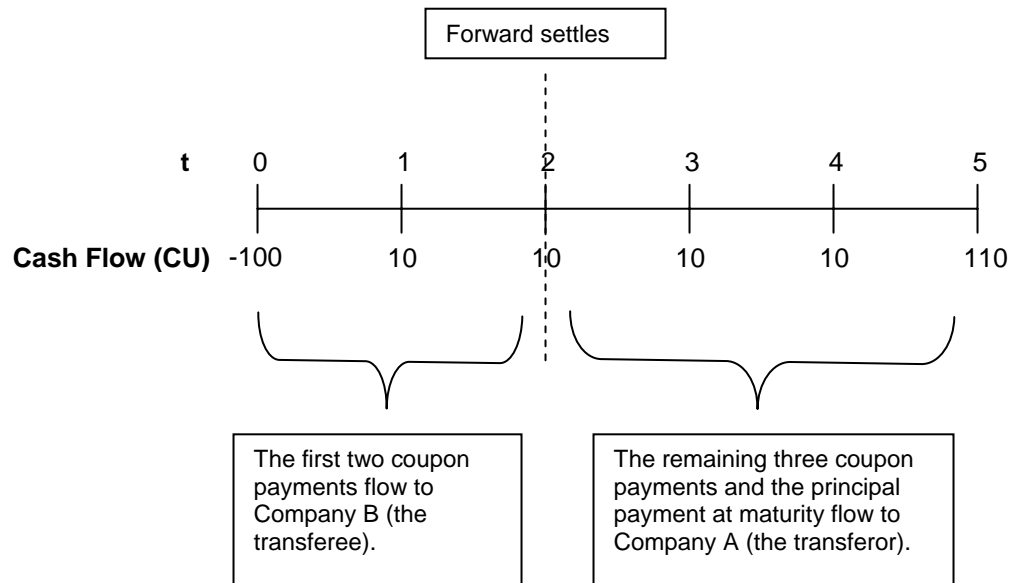 Forward settles
t 0 1 2 3 4 5
Cash Flow (CU) -100 10 10 10 10 110
The first two coupon
payments flow to
Company B (the
transferee).
The remaining three coupon
payments and the principal
payment at maturity flow to
Company A (the transferor).